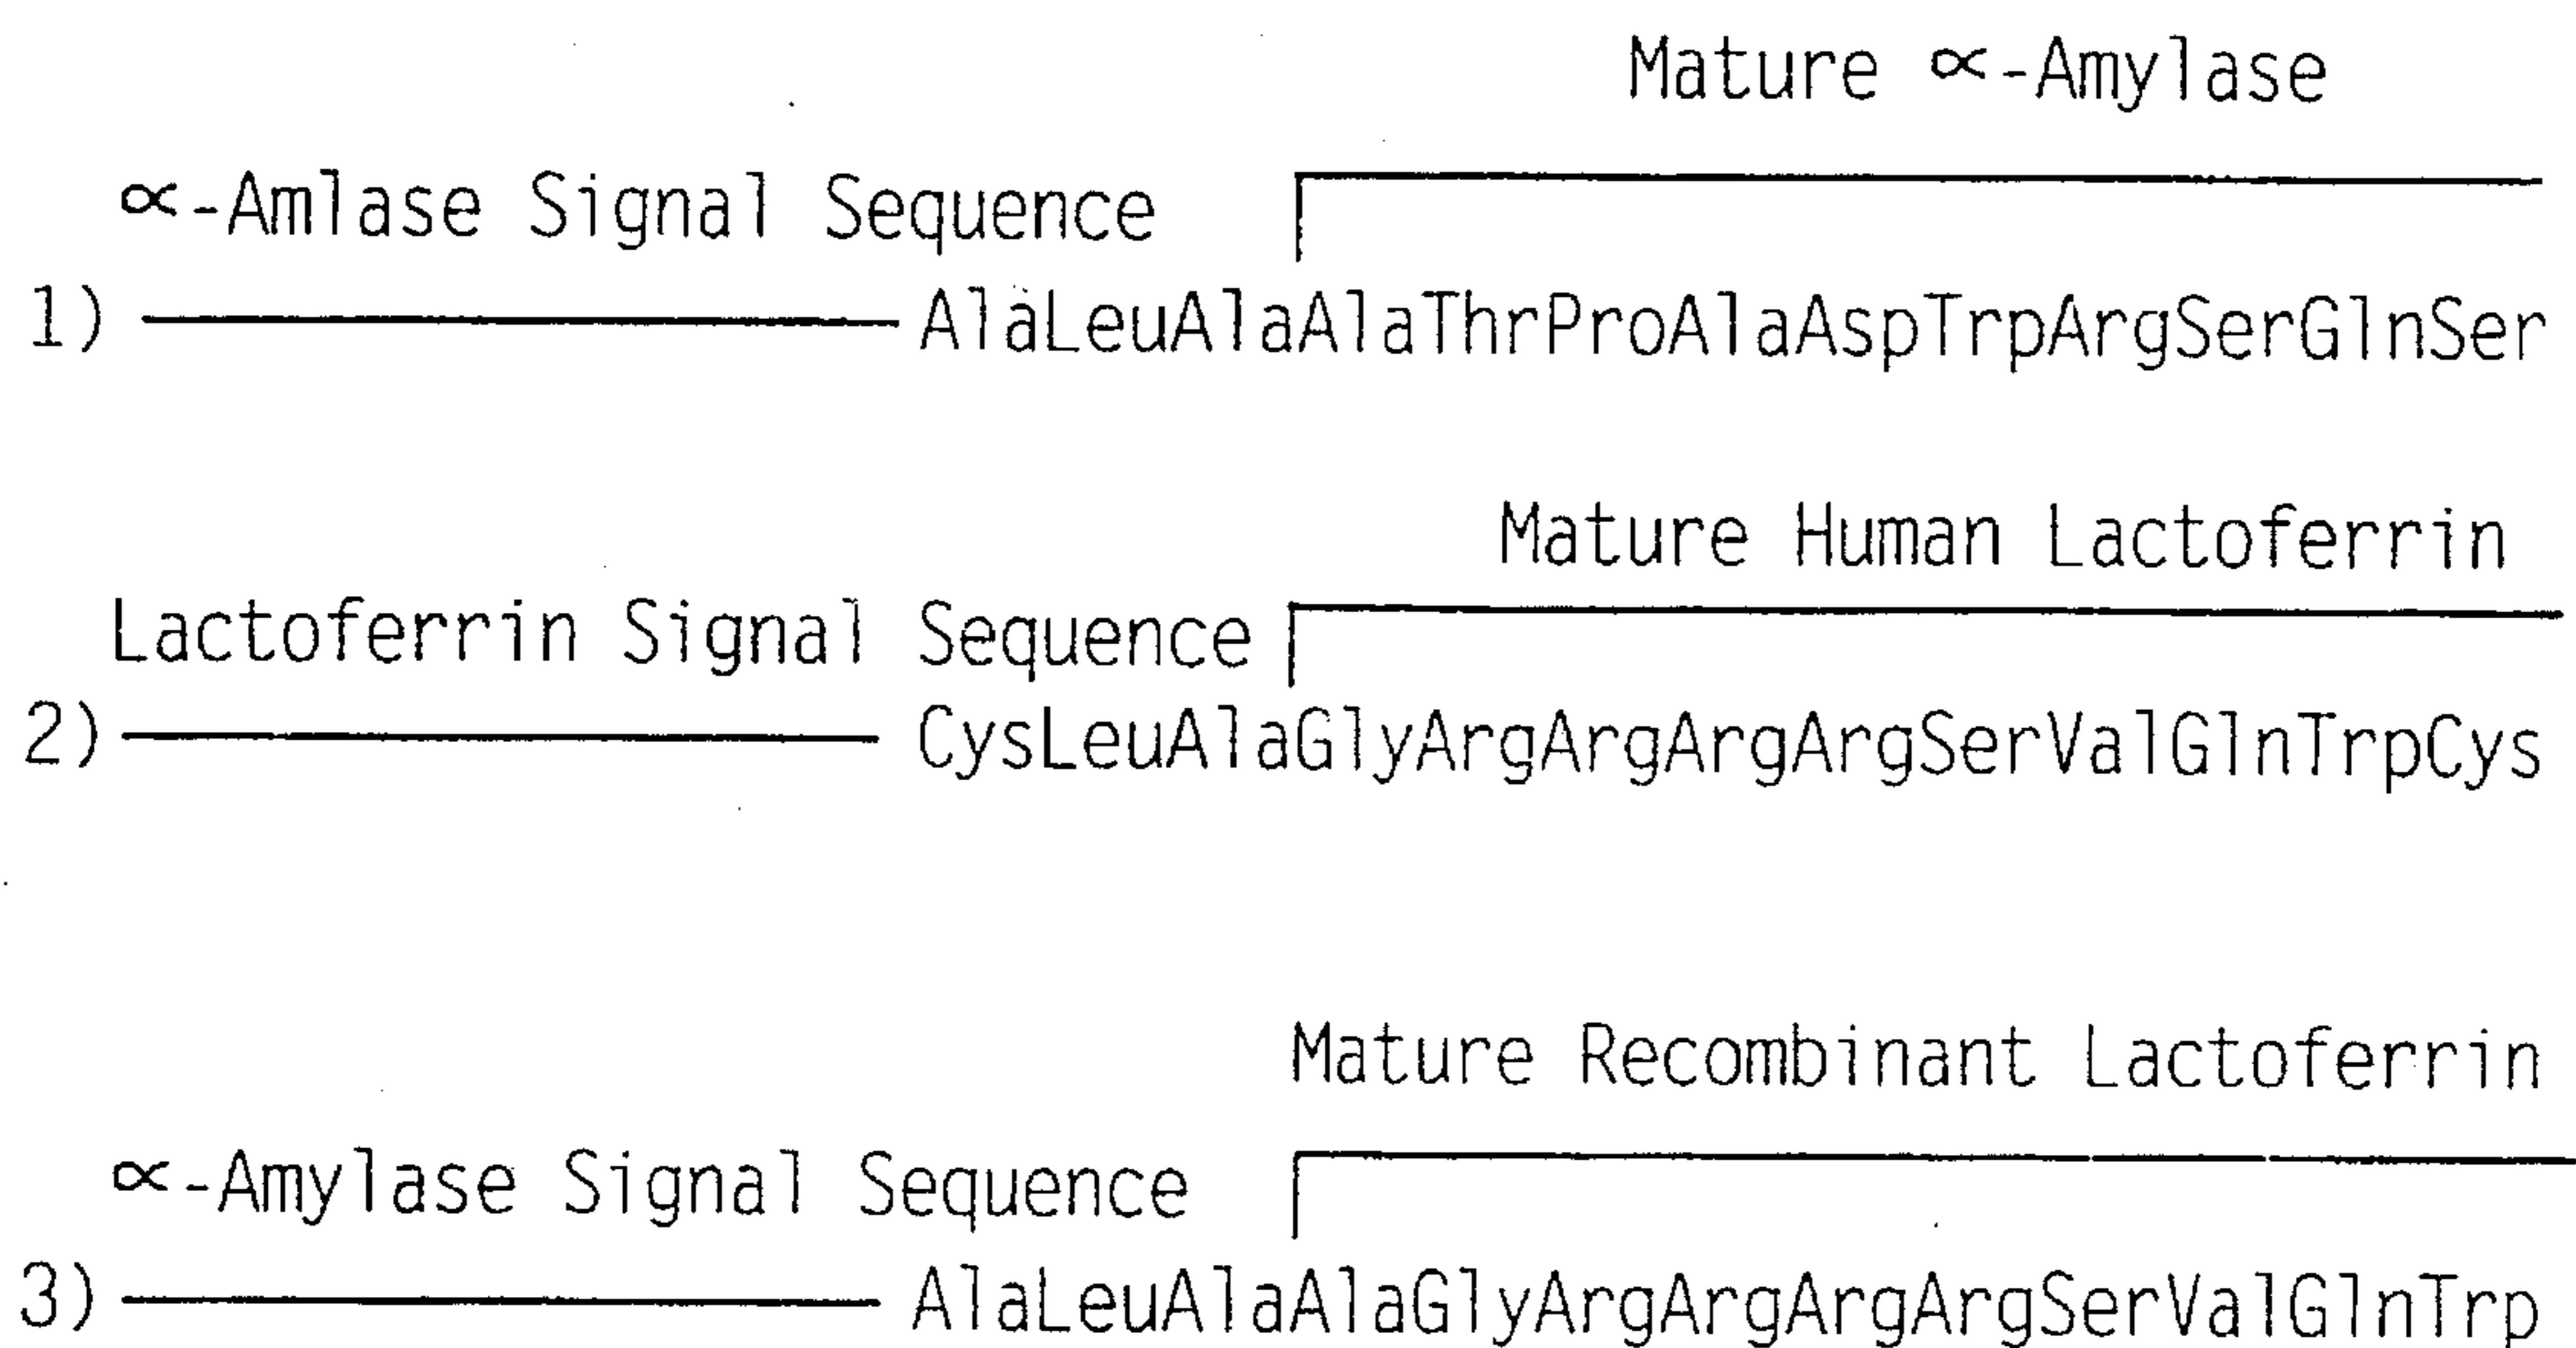 Mature ∝-Amylase
∝-Amlase Signal Sequence
1) AlaLeuAlaAlaThrProAlaAspTrpArgSerGlnSer
Mature Human Lactoferrin
Lactoferrin Signal Sequence
2) CysLeuAlaGlyArgArgArgArgSerValGlnTrpCys
Mature Recombinant Lactoferrin
∝-Amylase Signal Sequence
3) AlaLeuAlaAlaGlyArgArgArgArgSerValGlnTrp